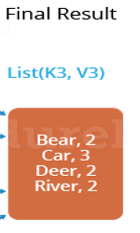 Final Result
List(K3, V3)
Bear, 2
Car, 3
Deer, 2
River, 2